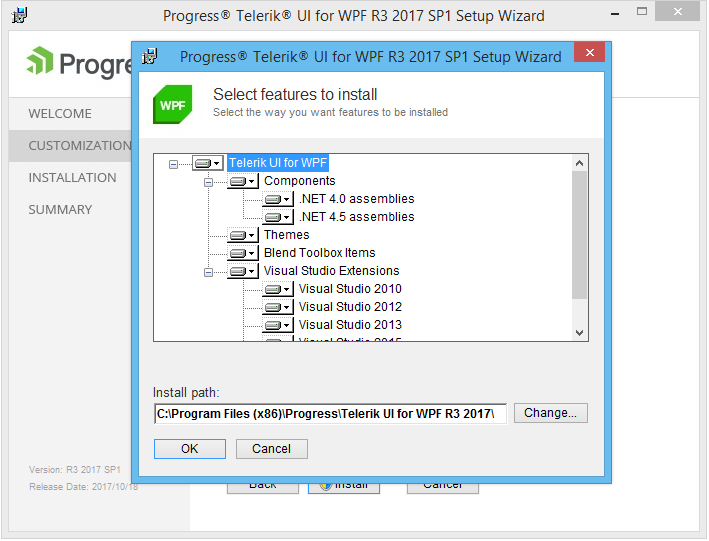 Progress® Telerik® UI for WPF R3 2017 SP1 Setup Wizard
Progre
WELCOME
CUSTOMIZATION
INSTALLATION
SUMMARY
Version: R3 2017 SP1
Release Date: 2017/10/18
Progress® Telerik® UI for WPF R3 2017 SP1 Setup Wizard
WPF
Select features to install
Select the way you want features to be installed
Telerik UI for WPF
Components
.NET 4.0 assemblies
.NET 4.5 assemblies
Themes
Blend Toolbox Items
Visual Studio Extensions
Visual Studio 2010
Visual Studio 2012
Visual Studio 2013
Visual Studio 2015
Install path:
C:\Program Files (x86)\Progress\Telerik UI for WPF R3 2017\
Change...
OK Cancel
Back Install Cancel